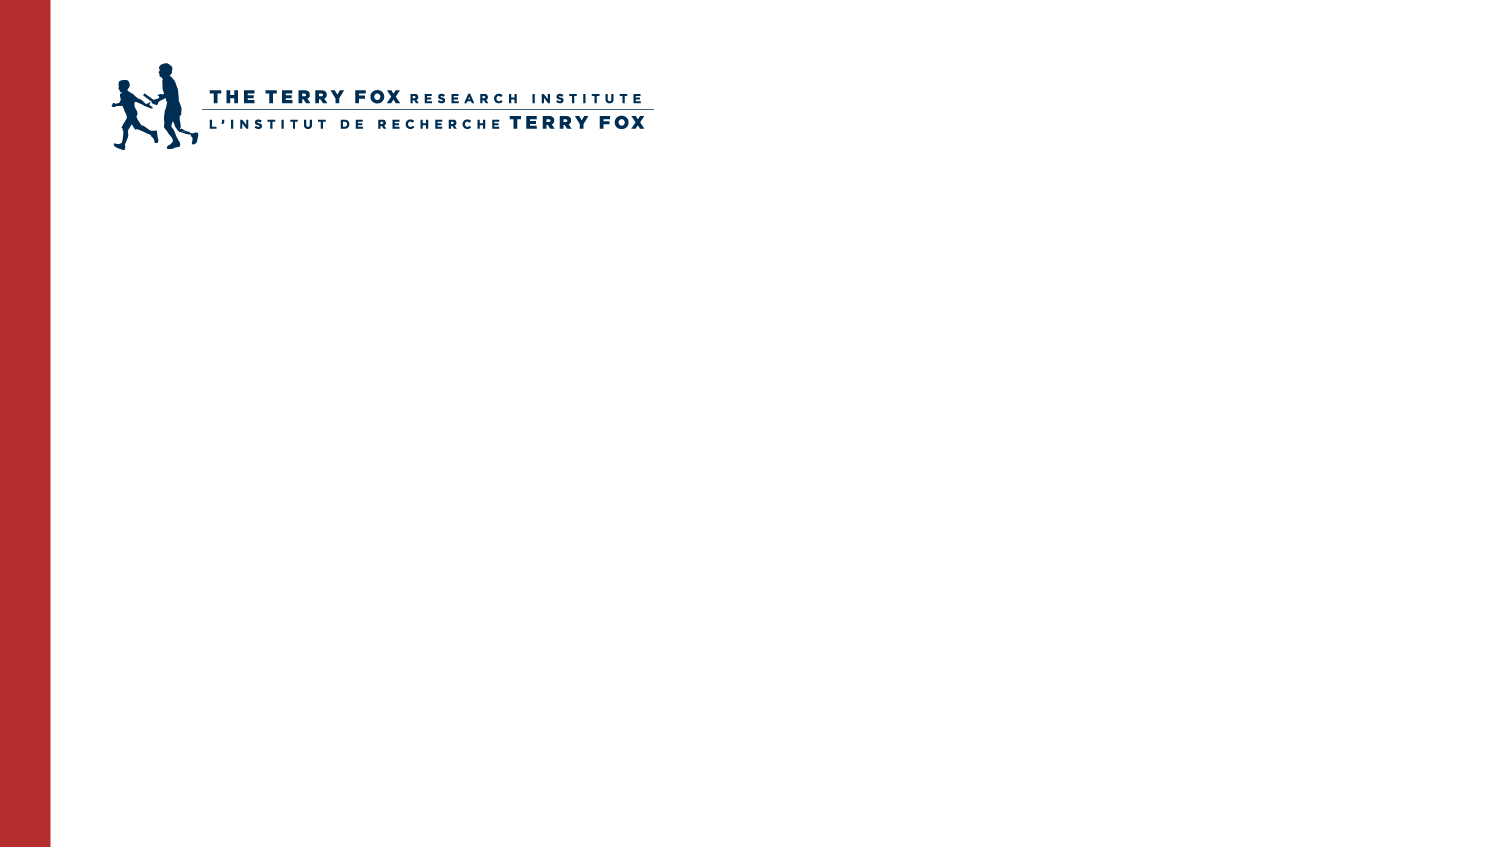 THE TERRY FOX RESEARCH INSTITUTE
L'INSTITUT DE RECHERCHE TERRY FOX